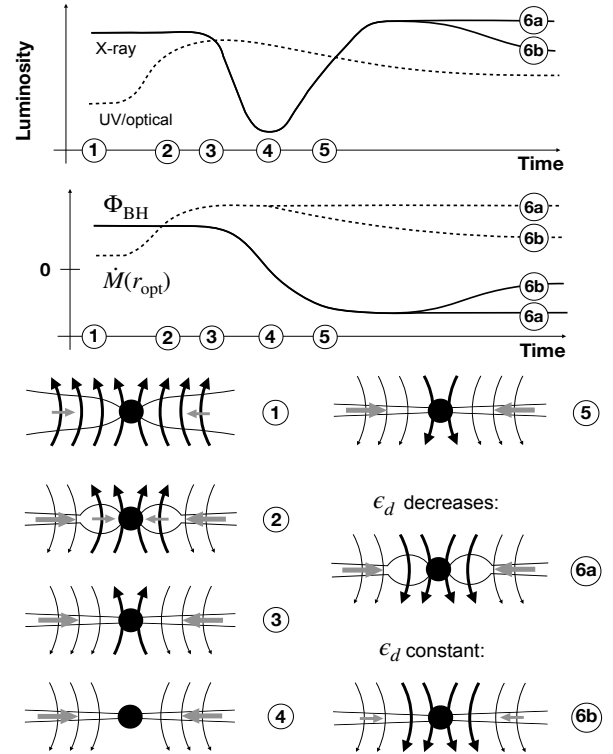 6a
X-ray
6b
Luminosity
UV/optical
1 2 3 4 5
Time
Φ_BH
6a
6b
0
Ṁ(r_opt)
6b
6a
1 2 3 4 5
Time
1 5
2 ϵ_d decreases:
6a
3
ϵ_d constant:
4 6b